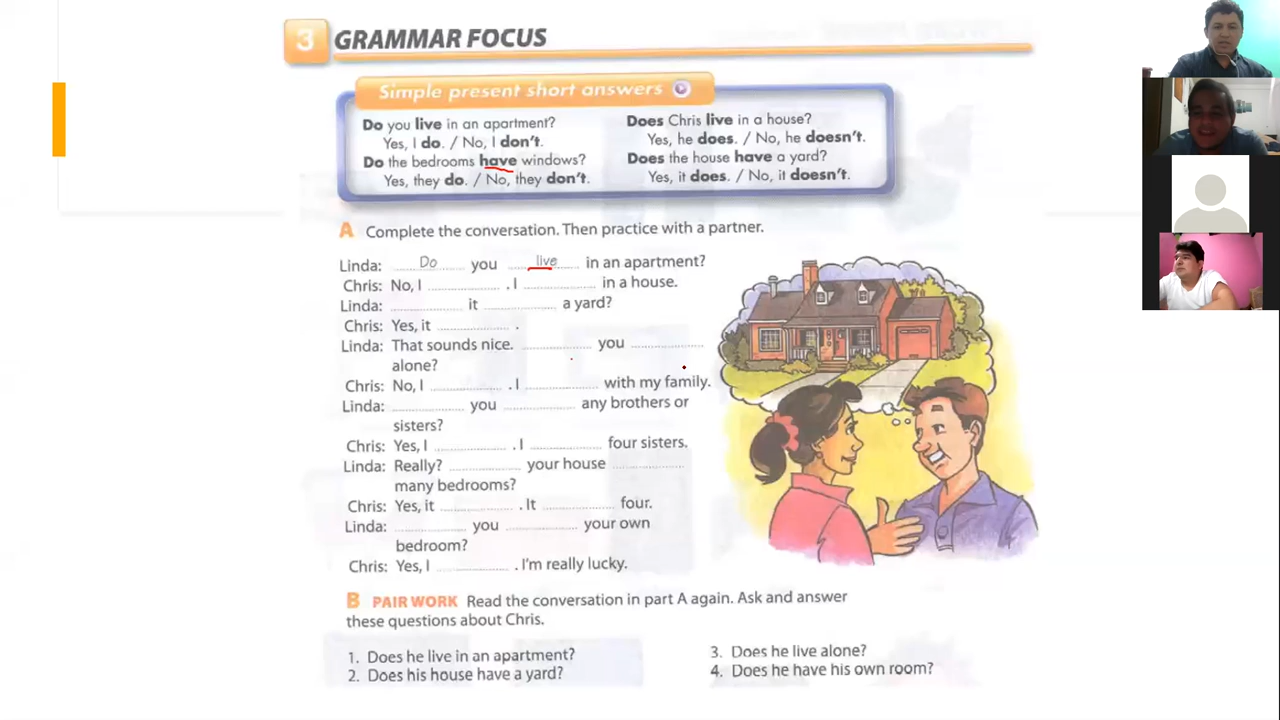 3 GRAMMAR FOCUS
Simple present short answers
Do you live in an apartment?
Yes, I do. / No, I don't.
Do the bedrooms have windows?
Yes, they do. / No, they don't.
Does Chris live in a house?
Yes, he does. / No, he doesn't.
Does the house have a yard?
Yes, it does. / No, it doesn't.
A Complete the conversation. Then practice with a partner.
Linda: Do you live in an apartment?
Chris: No, I ............ . I ............ in a house.
Linda: ............ it ............ a yard?
Chris: Yes, it ............ .
Linda: That sounds nice. ............ you ............
alone?
Chris: No, I ............ . I ............ with my family.
Linda: ............ you ............ any brothers or
sisters?
Chris: Yes, I ............ . I ............ four sisters.
Linda: Really? ............ your house ............
many bedrooms?
Chris: Yes, it ............ . It ............ four.
Linda: ............ you ............ your own
bedroom?
Chris: Yes, I ............ . I'm really lucky.
B PAIR WORK Read the conversation in part A again. Ask and answer
these questions about Chris.
1. Does he live in an apartment?
2. Does his house have a yard?
3. Does he live alone?
4. Does he have his own room?